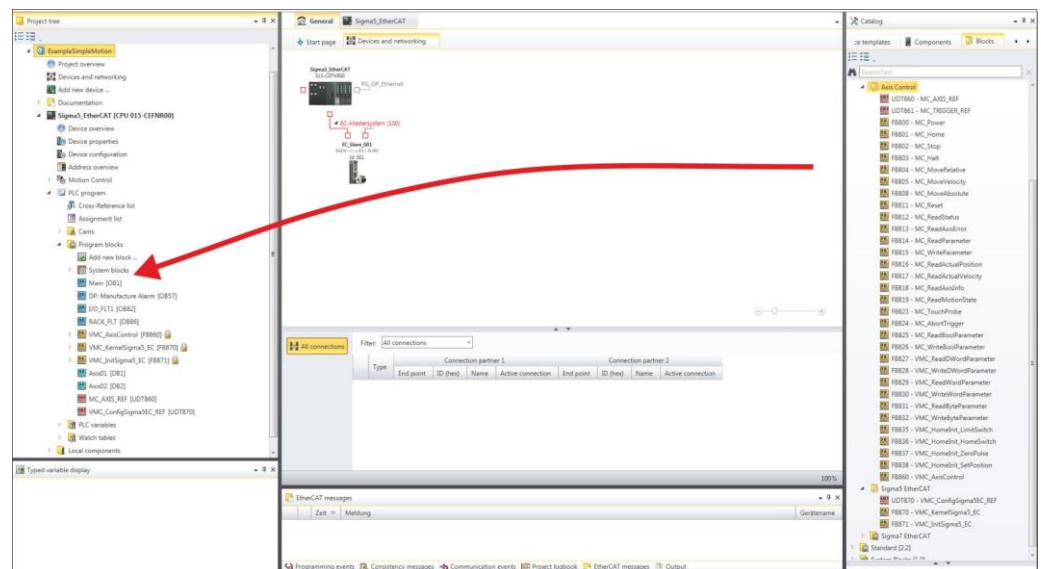 Project tree
ExampleSimpleMotion
Project overview
Devices and networking
Add new device ...
Documentation
Sigma5_EtherCAT [CPU 015-CEFNR00]
Device overview
Device properties
Device configuration
Address overview
Motion Control
PLC program
Cross-Reference list
Assignment list
Cams
Program blocks
Add new block ...
System blocks
Main [OB1]
DP: Manufacture Alarm [OB57]
I/O_FLT1 [OB82]
RACK_FLT [OB86]
VMC_AxisControl [FB860]
VMC_KernelSigma5_EC [FB870]
VMC_InitSigma5_EC [FB871]
Axis01 [DB1]
Axis02 [DB2]
MC_AXIS_REF [UDT860]
VMC_ConfigSigma5EC_REF [UDT870]
PLC variables
Watch tables
Local components
Typed variable display
General
Sigma5_EtherCAT
Start page
Devices and networking
Sigma5_EtherCAT
015-CEFNR00
PG_OP_Ethernet
EC-Mastersystem (100)
EC_Slave_001
All connections
Filter:
All connections
Type
Connection partner 1
Connection partner 2
End point
ID (hex)
Name
Active connection
End point
ID (hex)
Name
Active connection
100%
EtherCAT messages
Zeit
Meldung
Gerätename
Programming events
Consistency messages
Communication events
Project logbook
EtherCAT messages
Output
Catalog
templates
Components
Blocks
SearchText
Axis Control
UDT860 - MC_AXIS_REF
UDT861 - MC_TRIGGER_REF
FB800 - MC_Power
FB801 - MC_Home
FB802 - MC_Stop
FB803 - MC_Halt
FB804 - MC_MoveRelative
FB805 - MC_MoveVelocity
FB808 - MC_MoveAbsolute
FB811 - MC_Reset
FB812 - MC_ReadStatus
FB813 - MC_ReadAxisError
FB814 - MC_ReadParameter
FB815 - MC_WriteParameter
FB816 - MC_ReadActualPosition
FB817 - MC_ReadActualVelocity
FB818 - MC_ReadAxisInfo
FB819 - MC_ReadMotionState
FB823 - MC_TouchProbe
FB824 - MC_AbortTrigger
FB825 - MC_ReadBoolParameter
FB826 - MC_WriteBoolParameter
FB827 - VMC_ReadDWordParameter
FB828 - VMC_WriteDWordParameter
FB829 - VMC_ReadWordParameter
FB830 - VMC_WriteWordParameter
FB831 - VMC_ReadByteParameter
FB832 - VMC_WriteByteParameter
FB835 - VMC_HomeInit_LimitSwitch
FB836 - VMC_HomeInit_HomeSwitch
FB837 - VMC_HomeInit_ZeroPulse
FB838 - VMC_HomeInit_SetPosition
FB860 - VMC_AxisControl
Sigma5 EtherCAT
UDT870 - VMC_ConfigSigma5EC_REF
FB870 - VMC_KernelSigma5_EC
FB871 - VMC_InitSigma5_EC
Sigma7 EtherCAT
Standard [2.2]